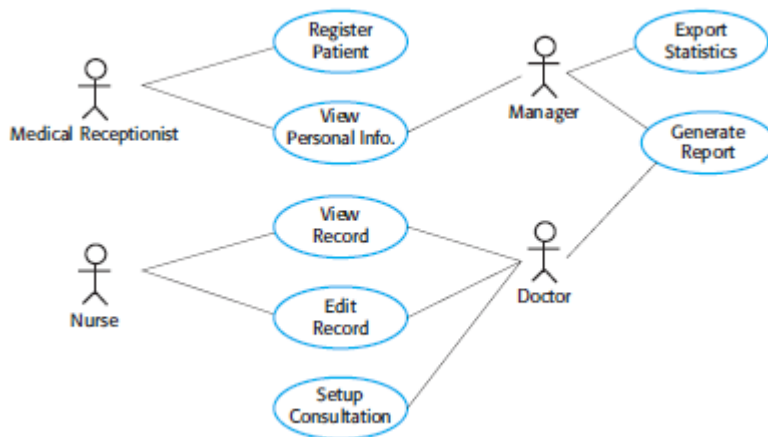 Register
Patient
Export
Statistics
Medical Receptionist
View
Personal Info.
Manager
Generate
Report
View
Record
Nurse
Edit
Record
Doctor
Setup
Consultation